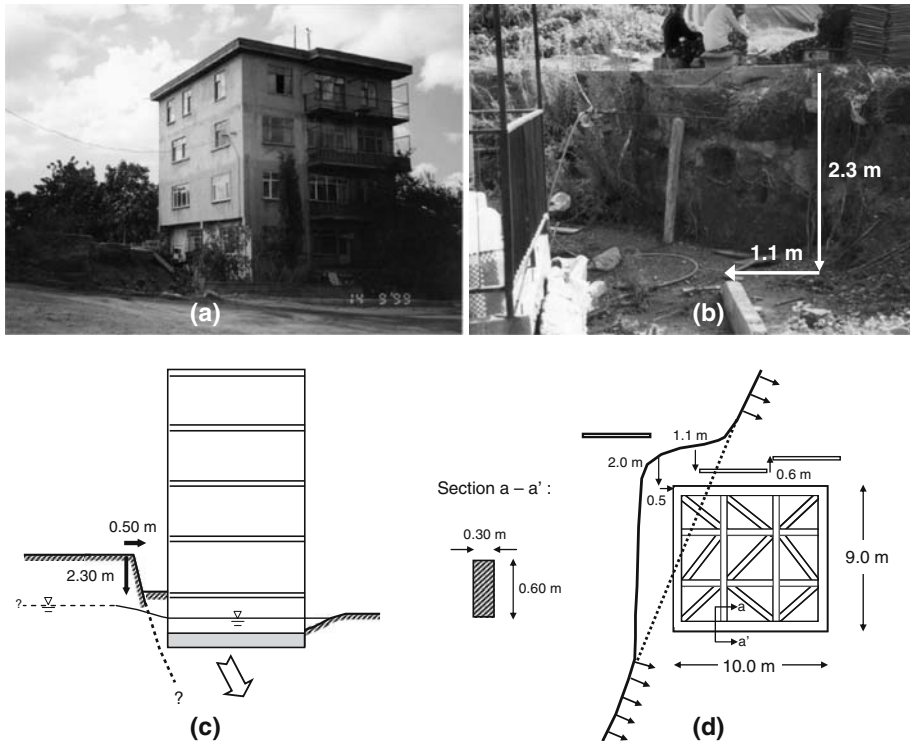 14 9'99
(a)
2.3 m
1.1 m
(b)
0.50 m
2.30 m
?
?
(c)
1.1 m
2.0 m
0.6 m
0.5
Section a – a' :
0.30 m
0.60 m
9.0 m
a
a'
10.0 m
(d)